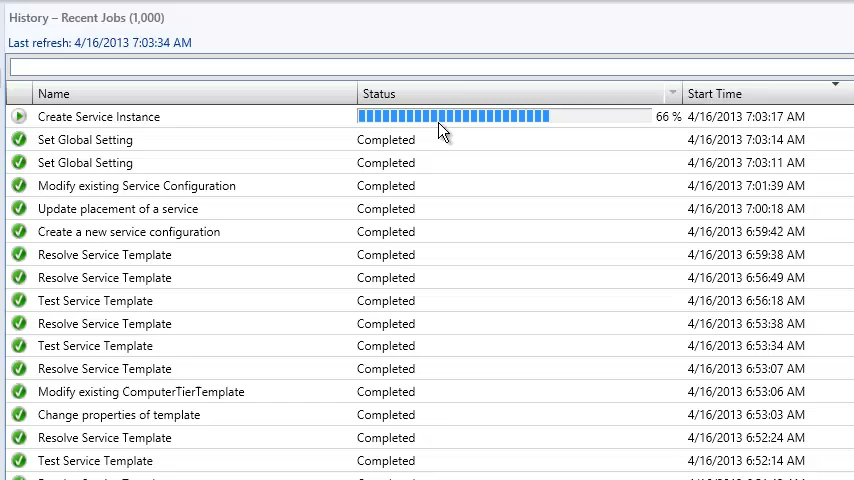 History – Recent Jobs (1,000)
Last refresh: 4/16/2013 7:03:34 AM
Name Status Start Time
Create Service Instance 66 % 4/16/2013 7:03:17 AM
Set Global Setting Completed 4/16/2013 7:03:14 AM
Set Global Setting Completed 4/16/2013 7:03:11 AM
Modify existing Service Configuration Completed 4/16/2013 7:01:39 AM
Update placement of a service Completed 4/16/2013 7:00:18 AM
Create a new service configuration Completed 4/16/2013 6:59:42 AM
Resolve Service Template Completed 4/16/2013 6:59:38 AM
Resolve Service Template Completed 4/16/2013 6:56:49 AM
Test Service Template Completed 4/16/2013 6:56:18 AM
Resolve Service Template Completed 4/16/2013 6:53:38 AM
Test Service Template Completed 4/16/2013 6:53:34 AM
Resolve Service Template Completed 4/16/2013 6:53:07 AM
Modify existing ComputerTierTemplate Completed 4/16/2013 6:53:06 AM
Change properties of template Completed 4/16/2013 6:53:03 AM
Resolve Service Template Completed 4/16/2013 6:52:24 AM
Test Service Template Completed 4/16/2013 6:52:14 AM